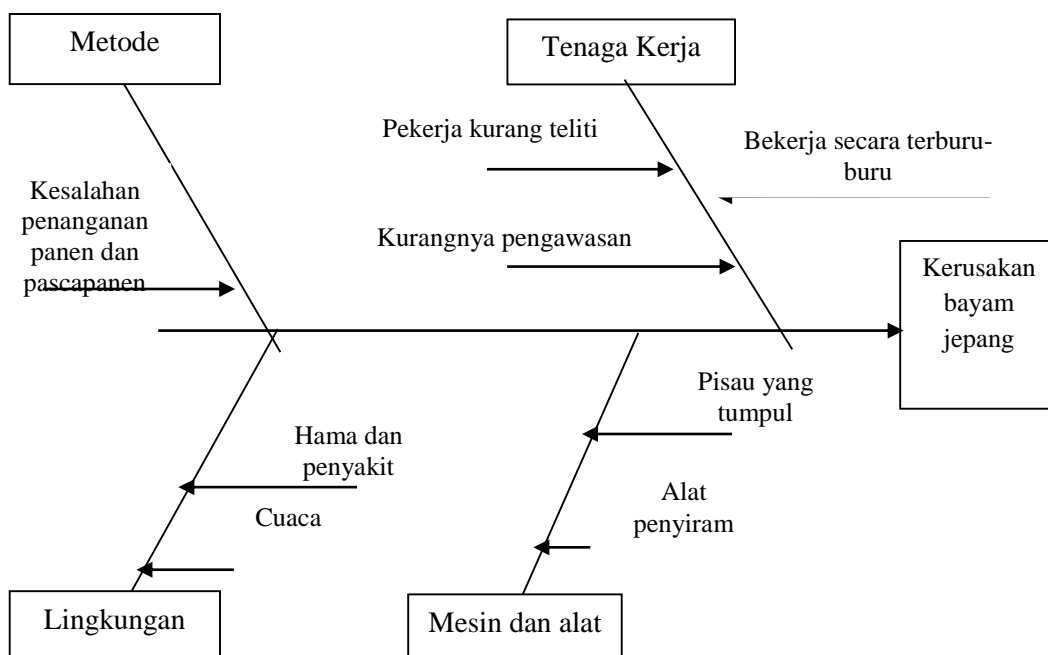 Metode
Tenaga Kerja
Pekerja kurang teliti
Bekerja secara terburu-
buru
Kesalahan
penanganan
panen dan
pascapanen
Kurangnya pengawasan
Kerusakan
bayam
jepang
Pisau yang
tumpul
Hama dan
penyakit
Cuaca
Alat
penyiram
Lingkungan
Mesin dan alat